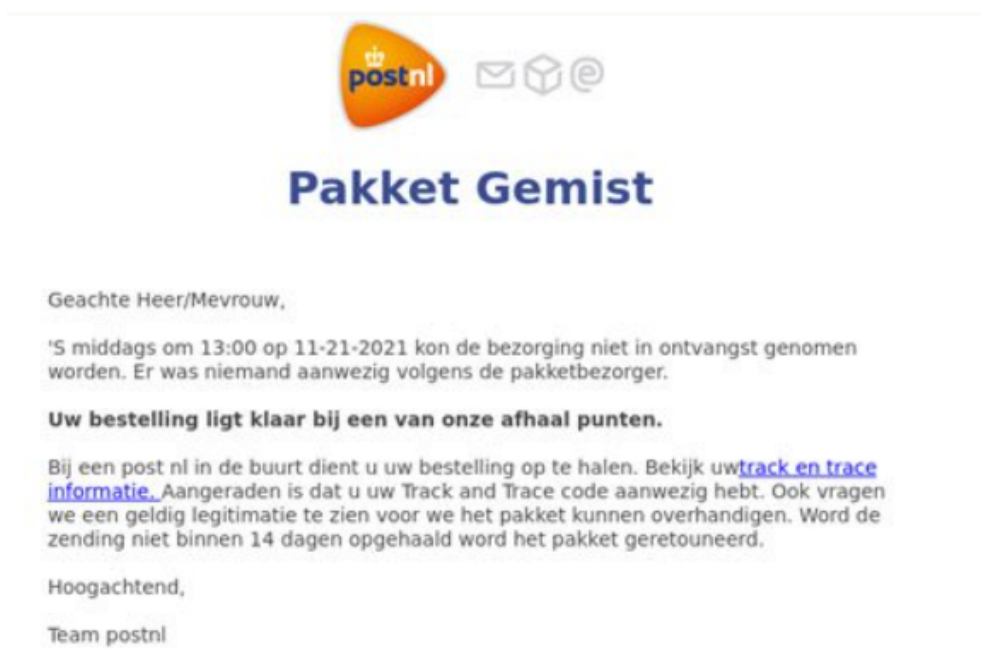 postnl
Pakket Gemist
Geachte Heer/Mevrouw,
'S middags om 13:00 op 11-21-2021 kon de bezorging niet in ontvangst genomen
worden. Er was niemand aanwezig volgens de pakketbezorger.
Uw bestelling ligt klaar bij een van onze afhaal punten.
Bij een post nl in de buurt dient u uw bestelling op te halen. Bekijk uwtrack en trace
informatie. Aangeraden is dat u uw Track and Trace code aanwezig hebt. Ook vragen
we een geldig legitimatie te zien voor we het pakket kunnen overhandigen. Word de
zending niet binnen 14 dagen opgehaald word het pakket geretouneerd.
Hoogachtend,
Team postnl